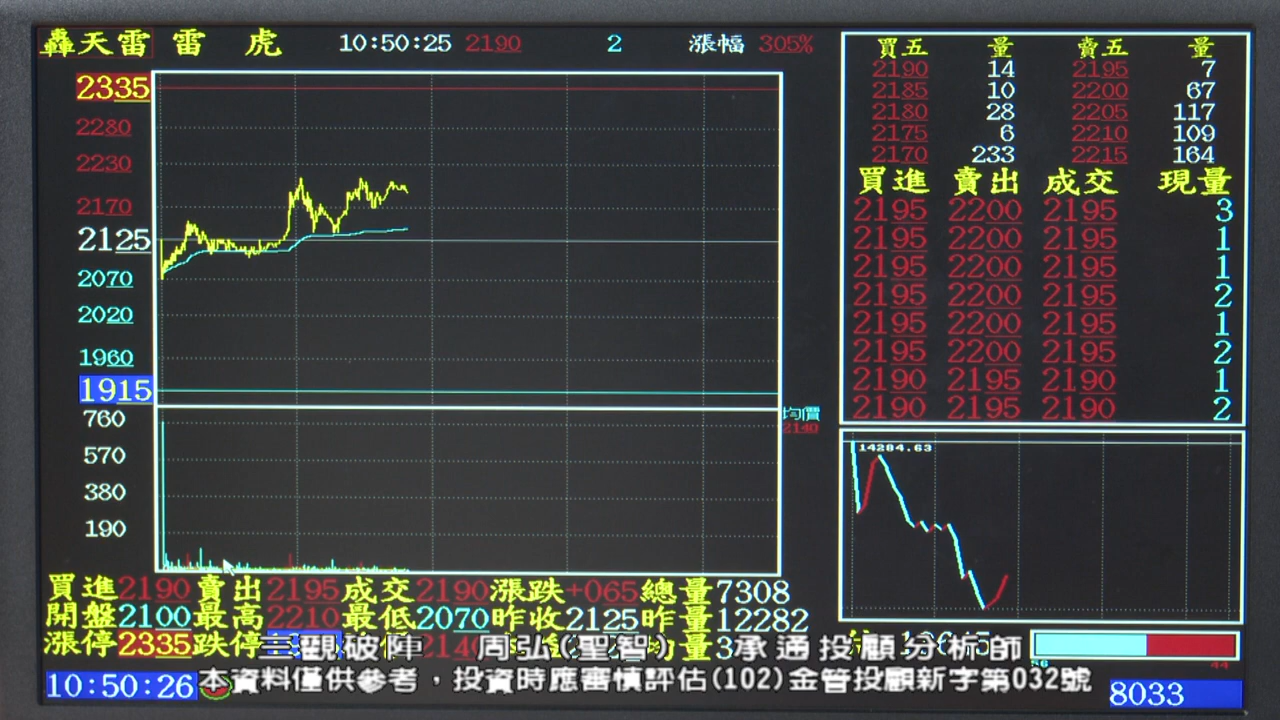 轟天雷 雷 虎 10:50:25 2190 2 漲幅 305%
2335
2280
2230
2170
2125
2070
2020
1960
1915
760
570
380
190
均價
2140
買五 量 賣五 量
2190 14 2195 7
2185 10 2200 67
2180 28 2205 117
2175 6 2210 109
2170 233 2215 164
買進 賣出 成交 現量
2195 2200 2195 3
2195 2200 2195 1
2195 2200 2195 1
2195 2200 2195 2
2195 2200 2195 1
2195 2200 2195 2
2190 2195 2190 1
2190 2195 2190 2
14284.63
買進2190賣出2195成交2190漲跌+065總量7308
開盤2100最高2210最低2070昨收2125昨量12282
漲停2335跌停
三觀破陣 周弘(聖智) 承通投顧分析師
56 44
10:50:26
本資料僅供參考，投資時應審慎評估(102)金管投顧新字第032號
8033